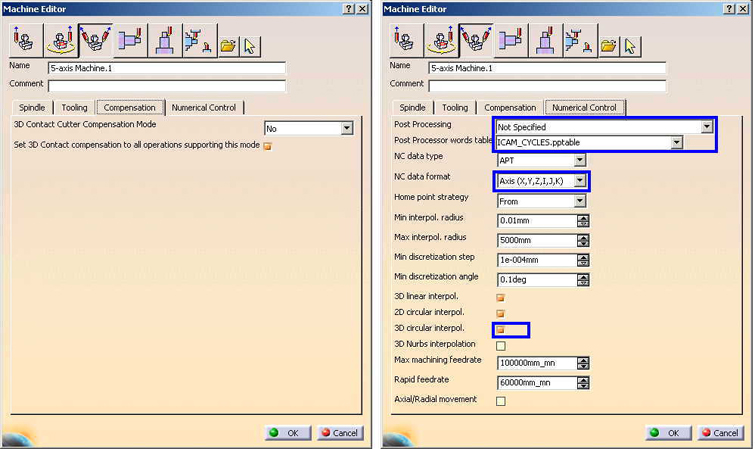 Machine Editor
Name
5-axis Machine.1
Comment
Spindle Tooling Compensation Numerical Control
3D Contact Cutter Compensation Mode No
Set 3D Contact compensation to all operations supporting this mode
OK Cancel
Machine Editor
Name
5-axis Machine.1
Comment
Spindle Tooling Compensation Numerical Control
Post Processing Not Specified
Post Processor words table ICAM_CYCLES.pptable
NC data type APT
NC data format Axis (X,Y,Z,I,J,K)
Home point strategy From
Min interpol. radius 0.01mm
Max interpol. radius 5000mm
Min discretization step 1e-004mm
Min discretization angle 0.1deg
3D linear interpol.
2D circular interpol.
3D circular interpol.
3D Nurbs interpolation
Max machining feedrate 100000mm_mn
Rapid feedrate 60000mm_mn
Axial/Radial movement
OK Cancel